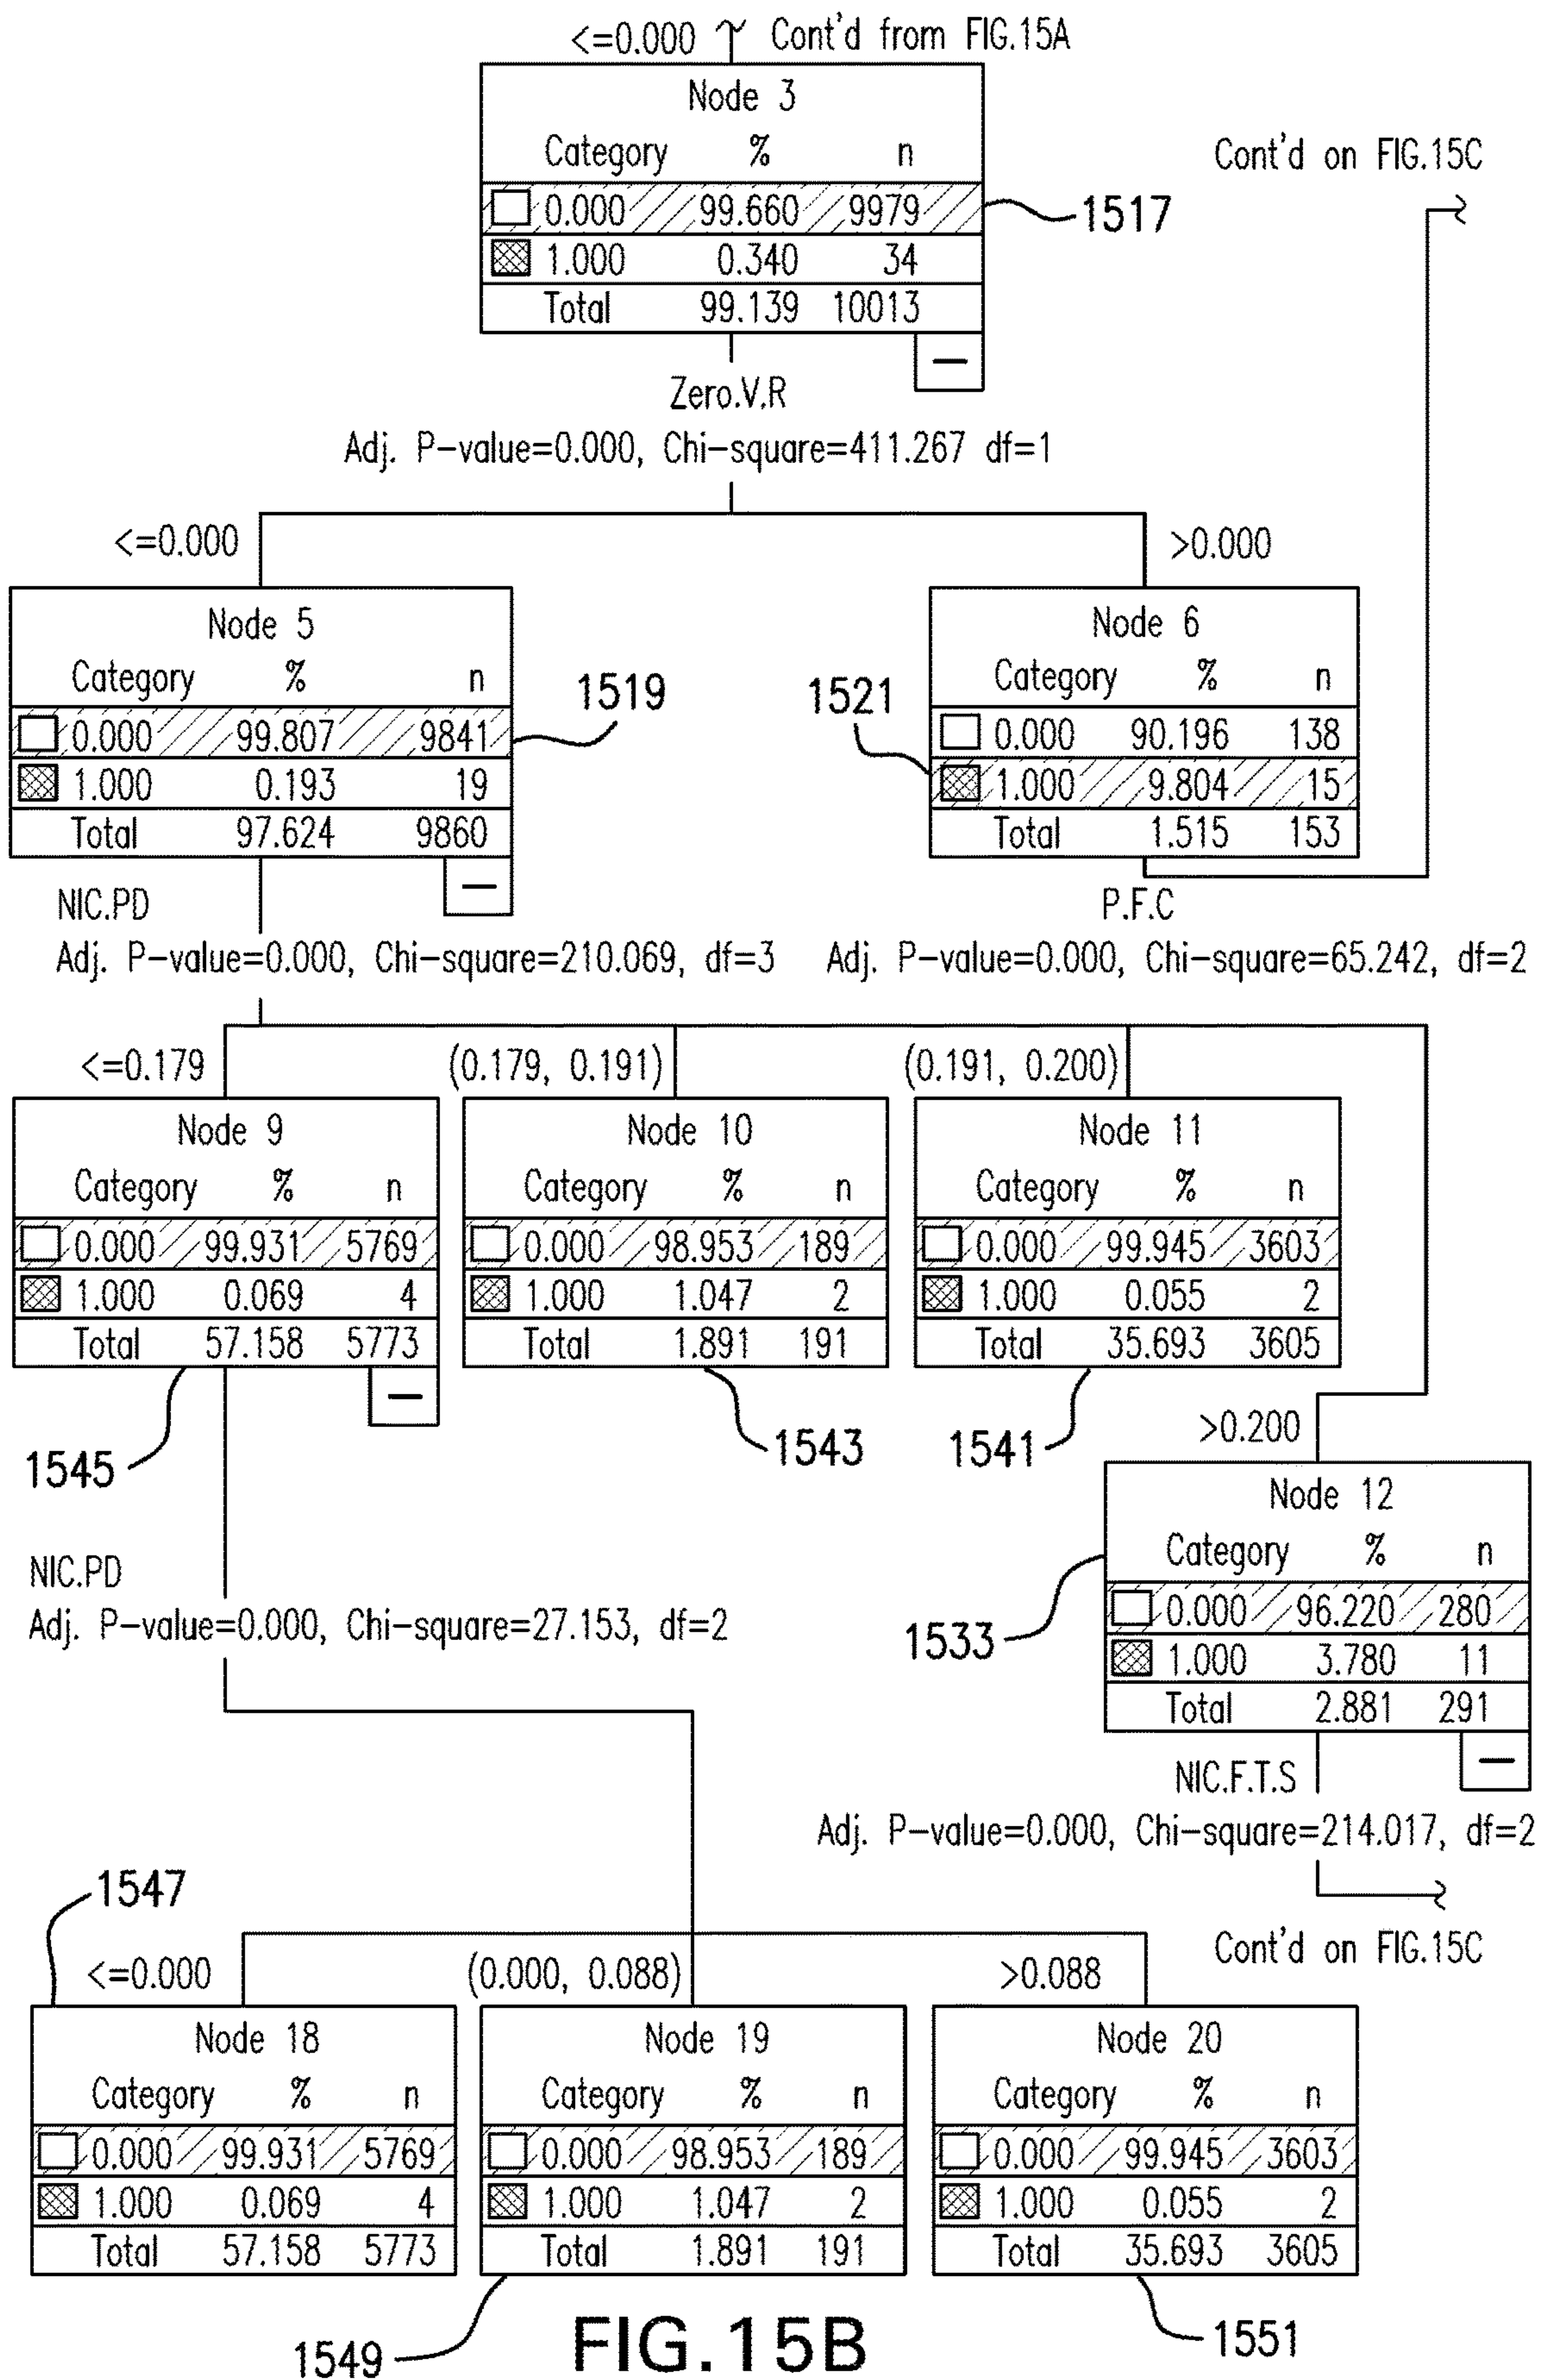 <=0.000 Cont'd from FIG.15A
Node 3
Category % n
0.000 99.660 9979
1.000 0.340 34
Total 99.139 10013
1517
Cont'd on FIG.15C
Zero.V.R
Adj. P-value=0.000, Chi-square=411.267 df=1
<=0.000
>0.000
Node 5
Category % n
0.000 99.807 9841
1.000 0.193 19
Total 97.624 9860
1519
Node 6
Category % n
0.000 90.196 138
1.000 9.804 15
Total 1.515 153
1521
NIC.PD
Adj. P-value=0.000, Chi-square=210.069, df=3
P.F.C
Adj. P-value=0.000, Chi-square=65.242, df=2
<=0.179
Node 9
Category % n
0.000 99.931 5769
1.000 0.069 4
Total 57.158 5773
1545
(0.179, 0.191)
Node 10
Category % n
0.000 98.953 189
1.000 1.047 2
Total 1.891 191
1543
(0.191, 0.200)
Node 11
Category % n
0.000 99.945 3603
1.000 0.055 2
Total 35.693 3605
1541
>0.200
Node 12
Category % n
0.000 96.220 280
1.000 3.780 11
Total 2.881 291
1533
NIC.PD
Adj. P-value=0.000, Chi-square=27.153, df=2
NIC.F.T.S
Adj. P-value=0.000, Chi-square=214.017, df=2
Cont'd on FIG.15C
1547
<=0.000
Node 18
Category % n
0.000 99.931 5769
1.000 0.069 4
Total 57.158 5773
(0.000, 0.088)
Node 19
Category % n
0.000 98.953 189
1.000 1.047 2
Total 1.891 191
1549
>0.088
Node 20
Category % n
0.000 99.945 3603
1.000 0.055 2
Total 35.693 3605
1551
FIG.15B